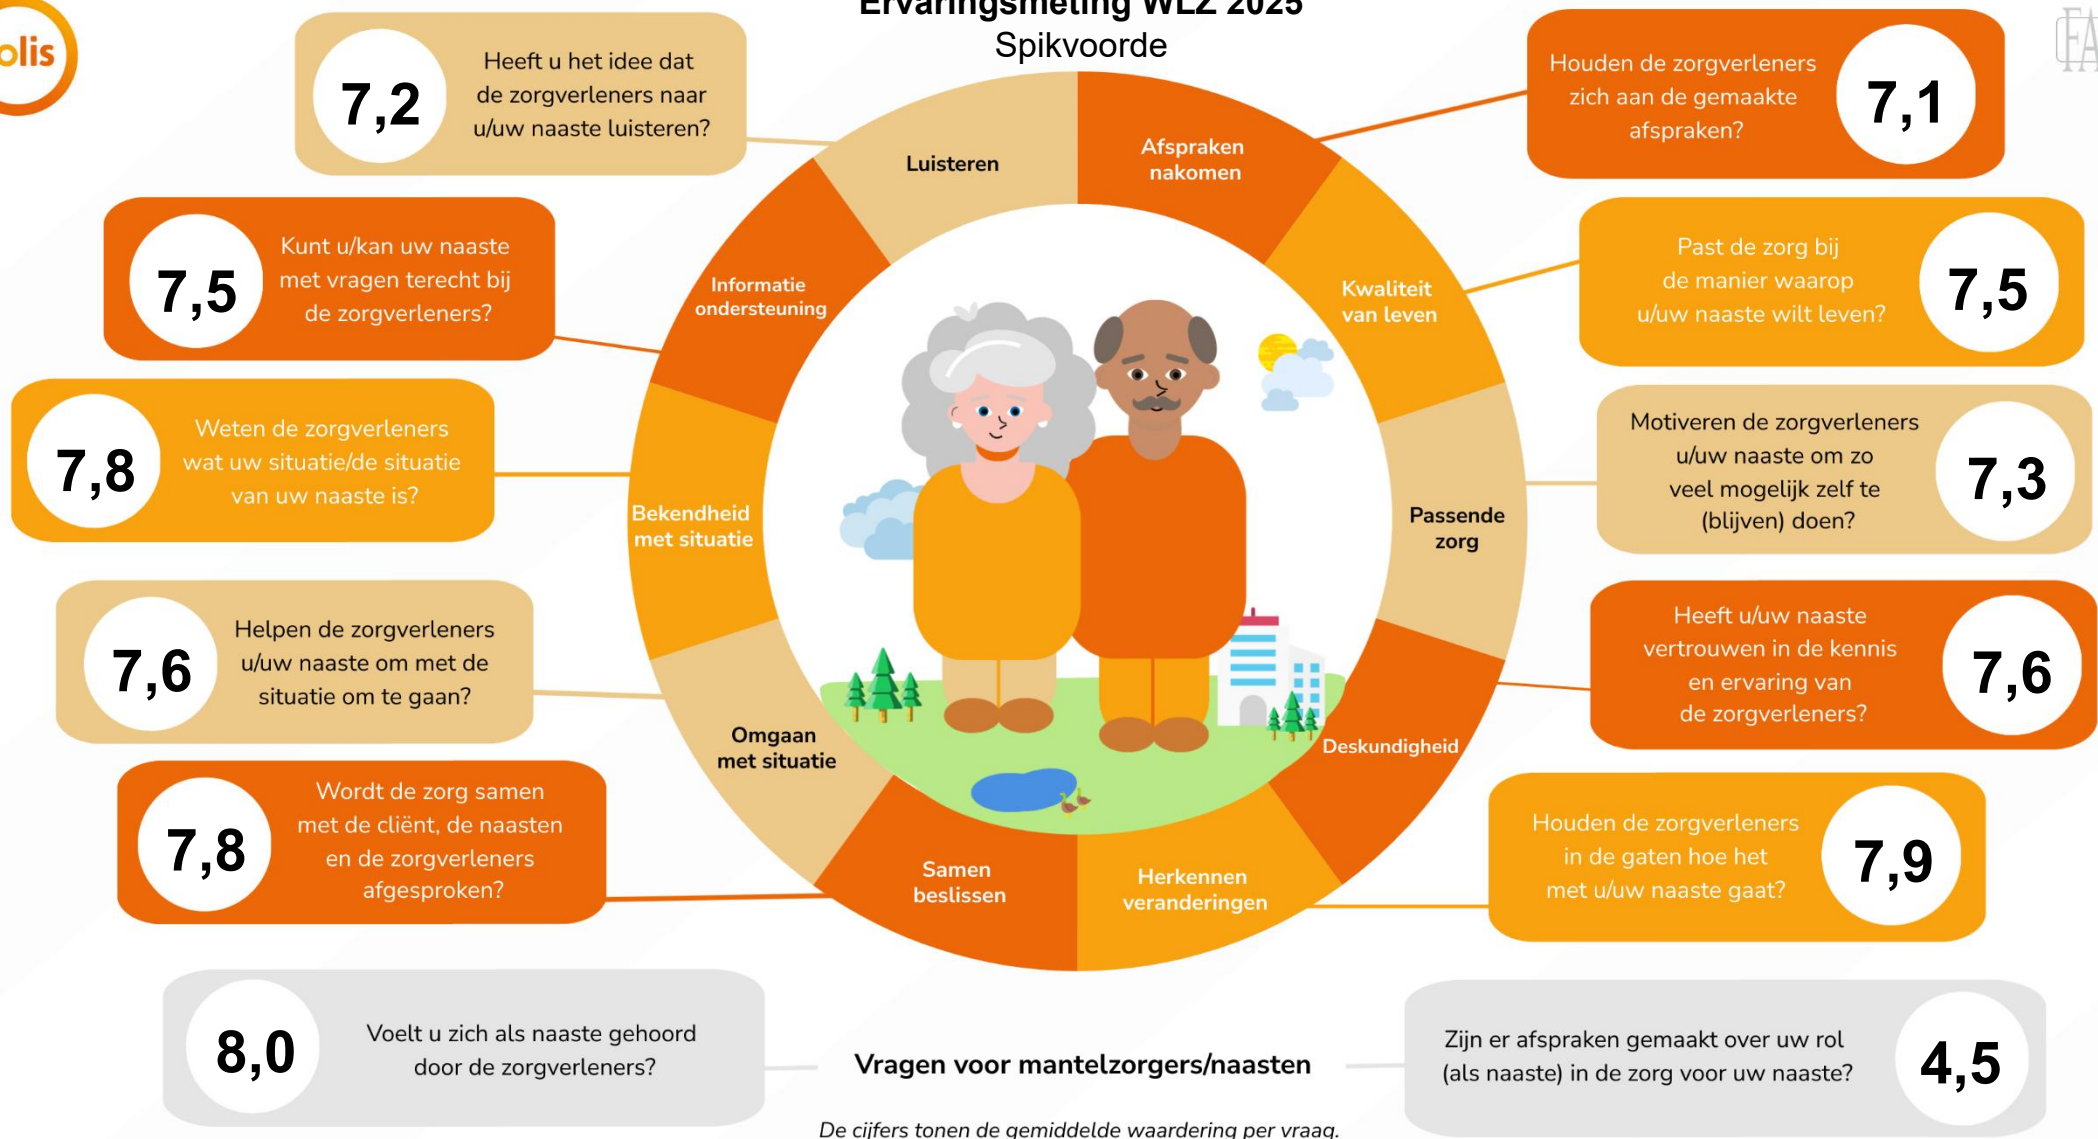 Ervaringsmeting WLZ 2025
Spikvoorde
olis
7,2
Heeft u het idee dat
de zorgverleners naar
u/uw naaste luisteren?
7,5
Kunt u/kan uw naaste
met vragen terecht bij
de zorgverleners?
7,8
Weten de zorgverleners
wat uw situatie/de situatie
van uw naaste is?
7,6
Helpen de zorgverleners
u/uw naaste om met de
situatie om te gaan?
7,8
Wordt de zorg samen
met de cliënt, de naasten
en de zorgverleners
afgesproken?
Luisteren
Afspraken
nakomen
Informatie
ondersteuning
Kwaliteit
van leven
Bekendheid
met situatie
Passende
zorg
Omgaan
met situatie
Deskundigheid
Samen
beslissen
Herkennen
veranderingen
Houden de zorgverleners
zich aan de gemaakte
afspraken?
7,1
Past de zorg bij
de manier waarop
u/uw naaste wilt leven?
7,5
Motiveren de zorgverleners
u/uw naaste om zo
veel mogelijk zelf te
(blijven) doen?
7,3
Heeft u/uw naaste
vertrouwen in de kennis
en ervaring van
de zorgverleners?
7,6
Houden de zorgverleners
in de gaten hoe het
met u/uw naaste gaat?
7,9
8,0
Voelt u zich als naaste gehoord
door de zorgverleners?
Vragen voor mantelzorgers/naasten
Zijn er afspraken gemaakt over uw rol
(als naaste) in de zorg voor uw naaste?
4,5
De cijfers tonen de gemiddelde waardering per vraag.